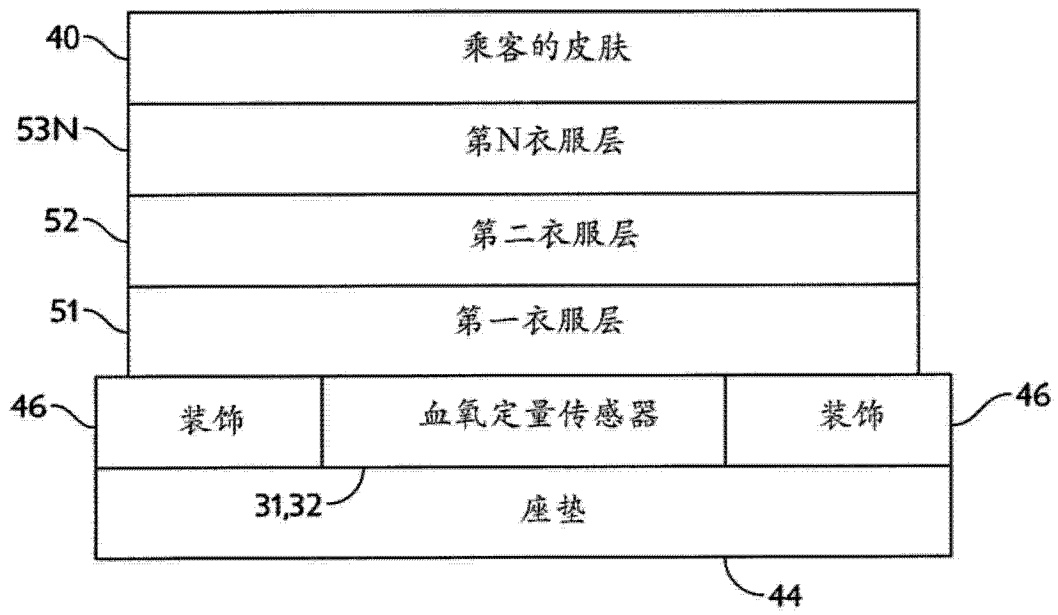 40
乘客的皮肤
53N
第N衣服层
52
第二衣服层
51
第一衣服层
46
装饰
血氧定量传感器
装饰
46
31,32
座垫
44